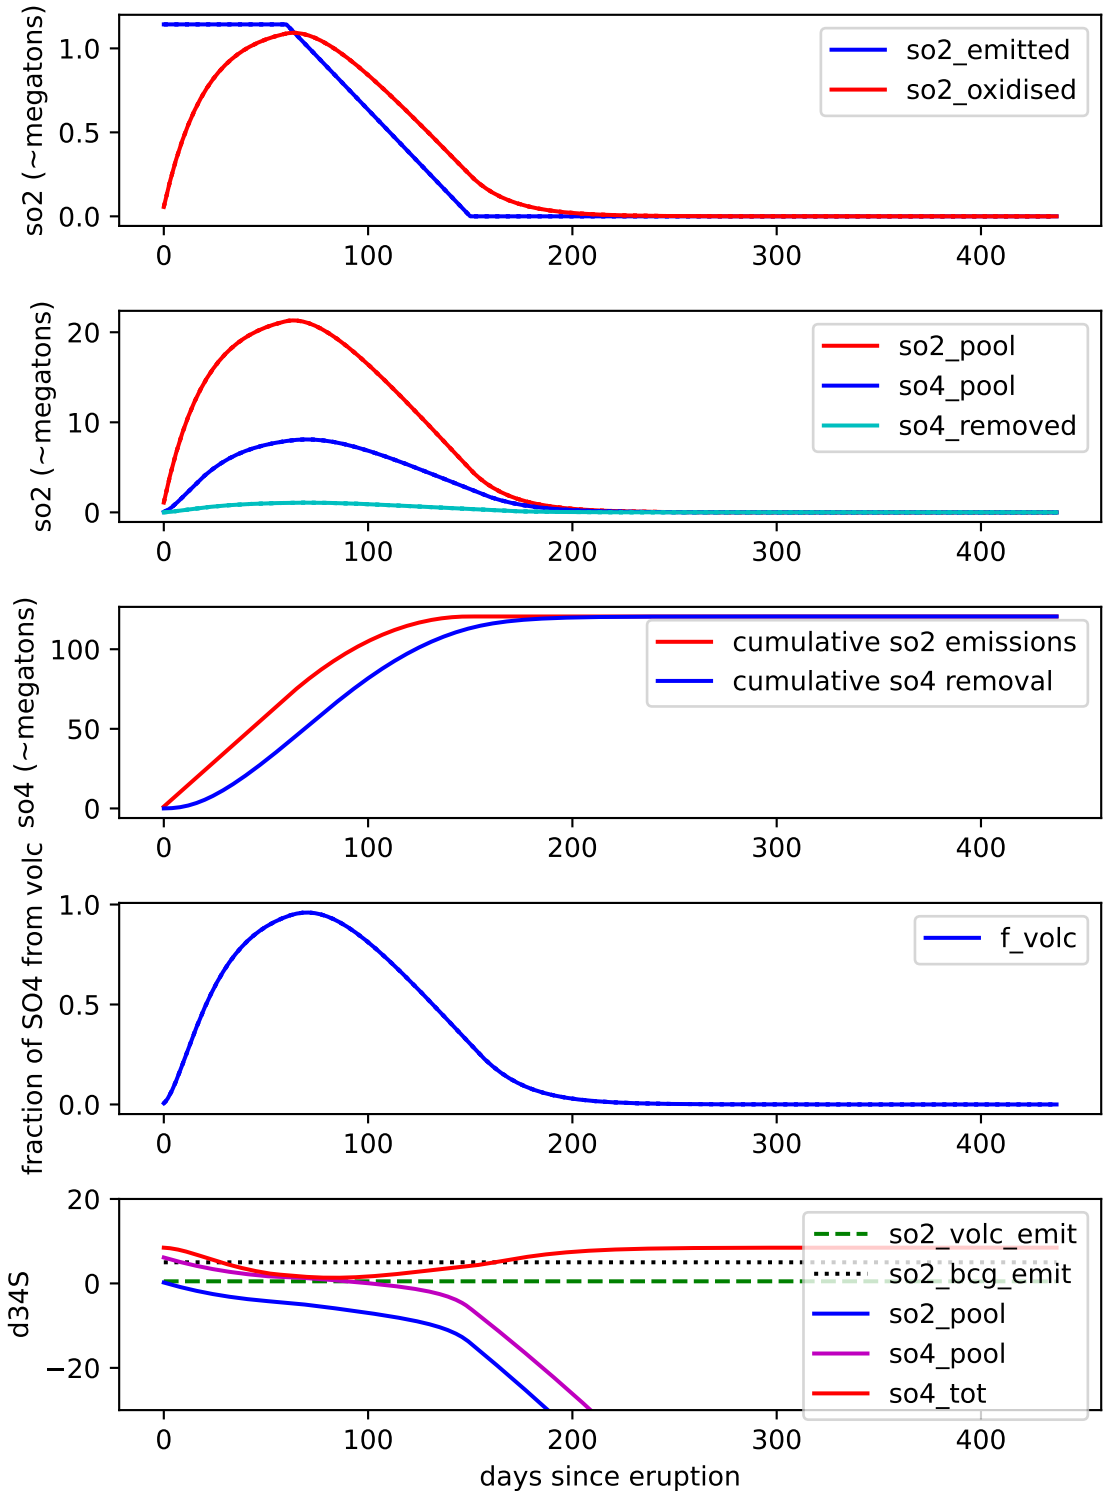 so2 (~megatons)
1.0
0.5
0.0
so2_emitted
so2_oxidised
0
100
200
300
400
so2 (~megatons)
20
10
0
so2_pool
so4_pool
so4_removed
0
100
200
300
400
so4 (~megatons)
100
50
0
cumulative so2 emissions
cumulative so4 removal
0
100
200
300
400
fraction of SO4 from volc
1.0
0.5
0.0
f_volc
0
100
200
300
400
d34S
20
0
−20
so2_volc_emit
so2_bcg_emit
so2_pool
so4_pool
so4_tot
0
100
200
300
400
days since eruption